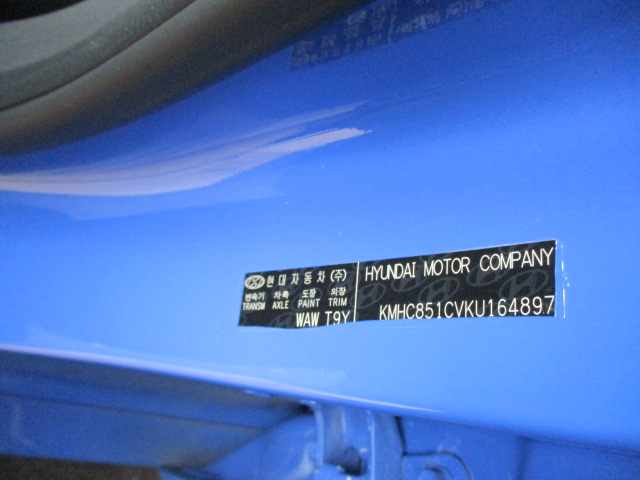 현대자동차(주)
변속기 차축 도장 의장
TRANSM AXLE PAINT TRIM
WAW T9Y
HYUNDAI MOTOR COMPANY
KMHC851CVKU164897